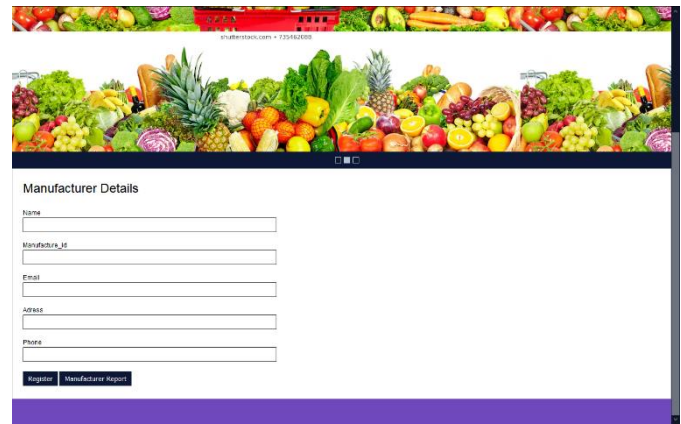 shutterstock.com • 735462088
Manufacturer Details
Name
Manufacture_id
Email
Adress
Phone
Register
Manufacturer Report